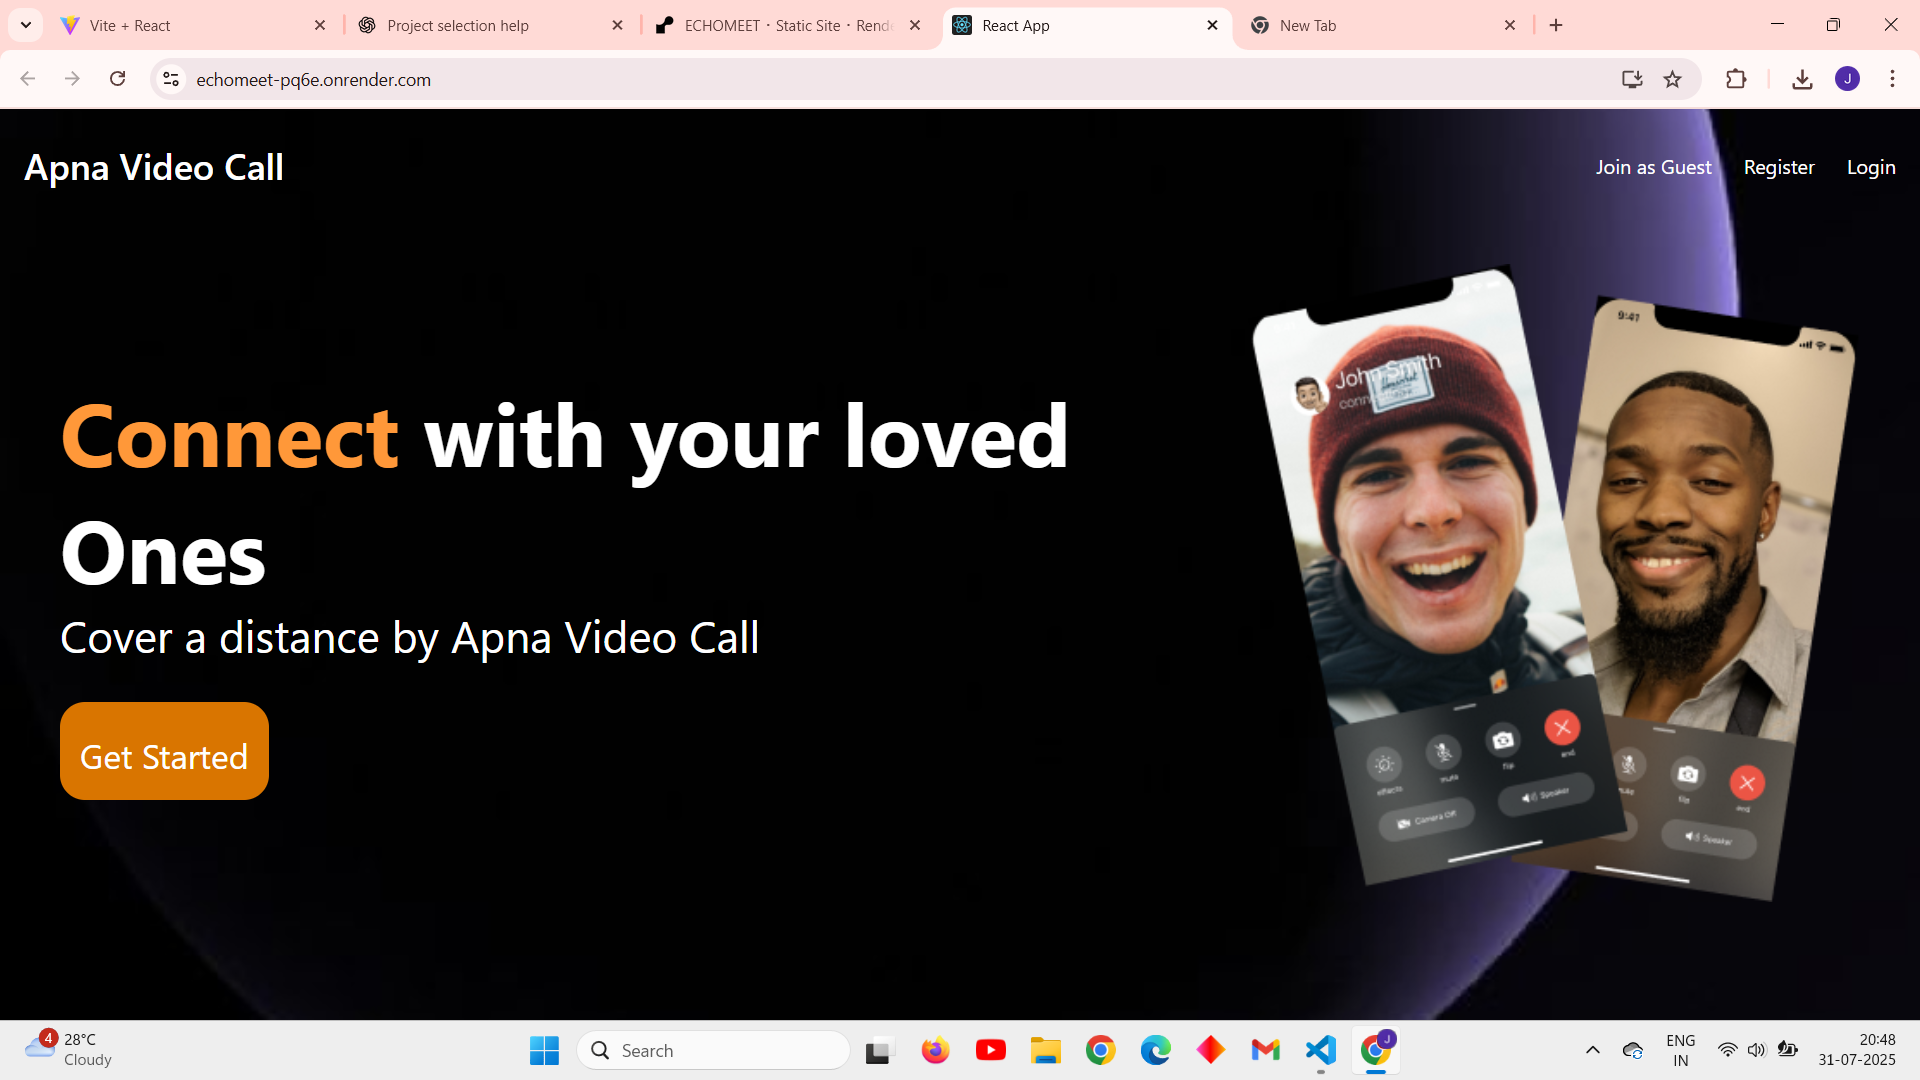 Vite + React
Project selection help
ECHOMEET · Static Site · Rende
React App
New Tab
echomeet-pq6e.onrender.com
J
Apna Video Call
Join as Guest
Register
Login
Connect with your loved
Ones
Cover a distance by Apna Video Call
Get Started
John Smith
9:41
effects
mute
flip
end
Camera Off
Speaker
flip
end
Speaker
4
28°C
Cloudy
Search
J
ENG
IN
20:48
31-07-2025